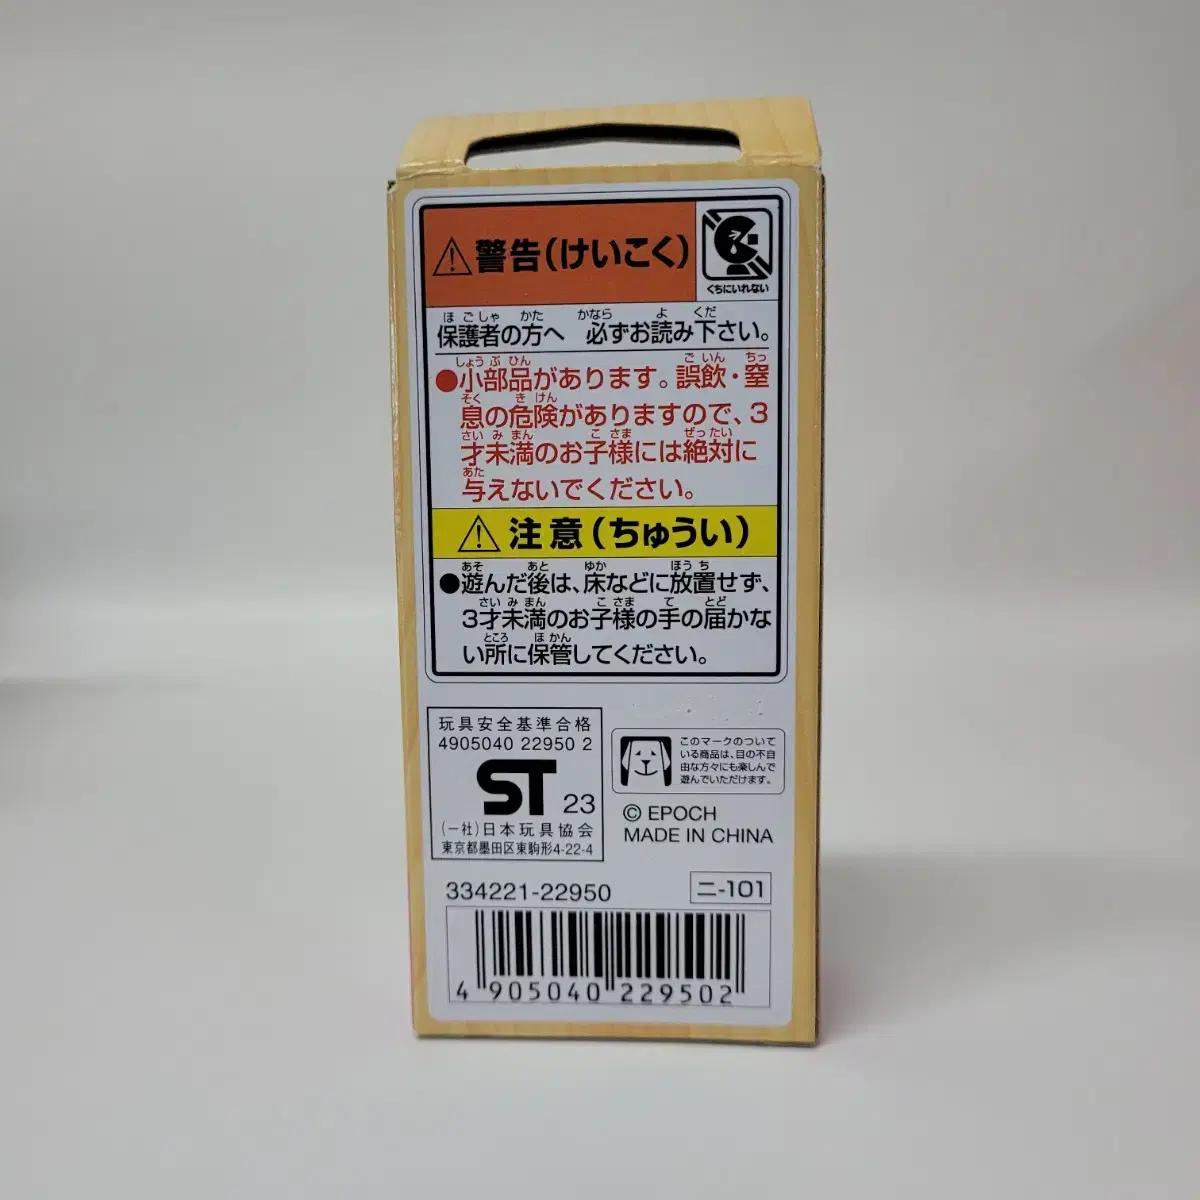 ⚠警告(けいこく)
くちにいれない
保護者の方へ 必ずお読み下さい。
ほごしゃ かた かなら よ くだ
●小部品があります。誤飲・窒
しょうぶひん ごいん ちっ
息の危険がありますので、3
そく きけん
才未満のお子様には絶対に
さいみまん こさま ぜったい
与えないでください。
あた
⚠注意(ちゅうい)
●遊んだ後は、床などに放置せず、
あそ あと ゆか ほうち
3才未満のお子様の手の届かな
さいみまん こさま て とど
い所に保管してください。
ところ ほかん
玩具安全基準合格
4905040 22950 2
ST 23
(一社)日本玩具協会
東京都墨田区東駒形4-22-4
このマークのついて
いる商品は、目の不自
由な方々にも楽しんで
遊んでいただけます。
© EPOCH
MADE IN CHINA
334221-22950
ニ-101
4 905040 229502